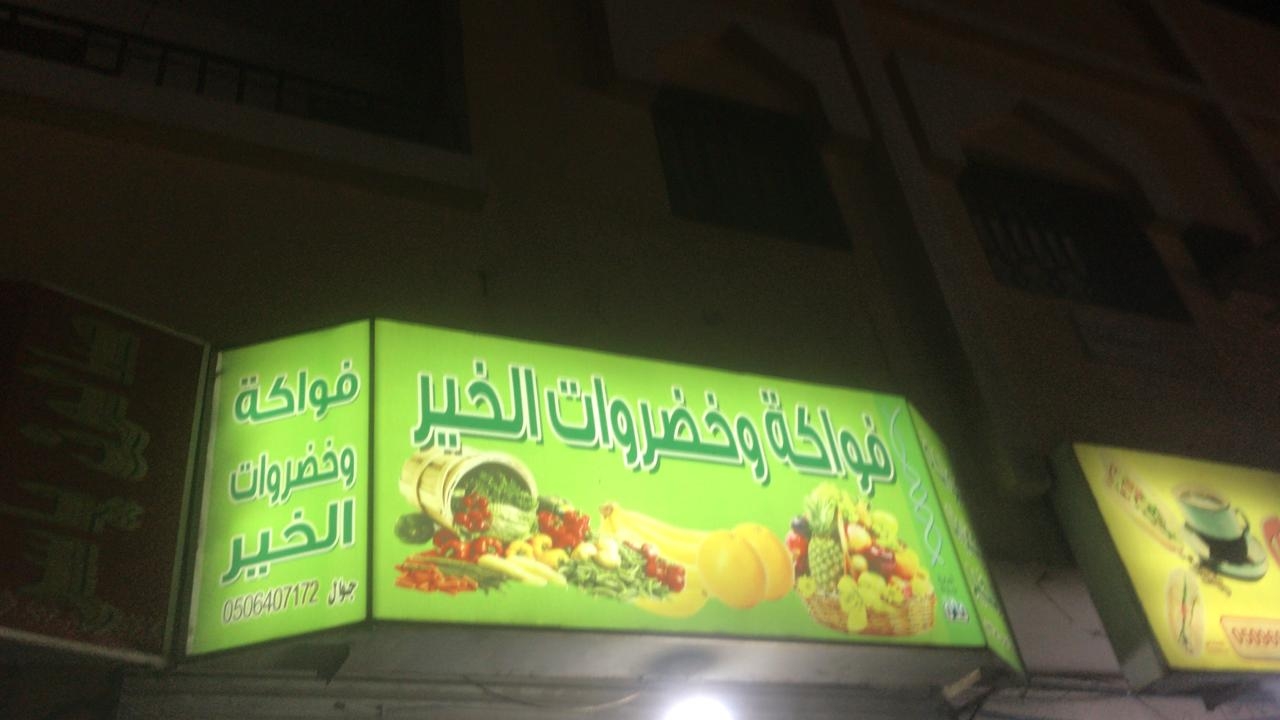 فواكة وخضروات الخير
فواكة
وخضروات
الخير
جوال 0506407172